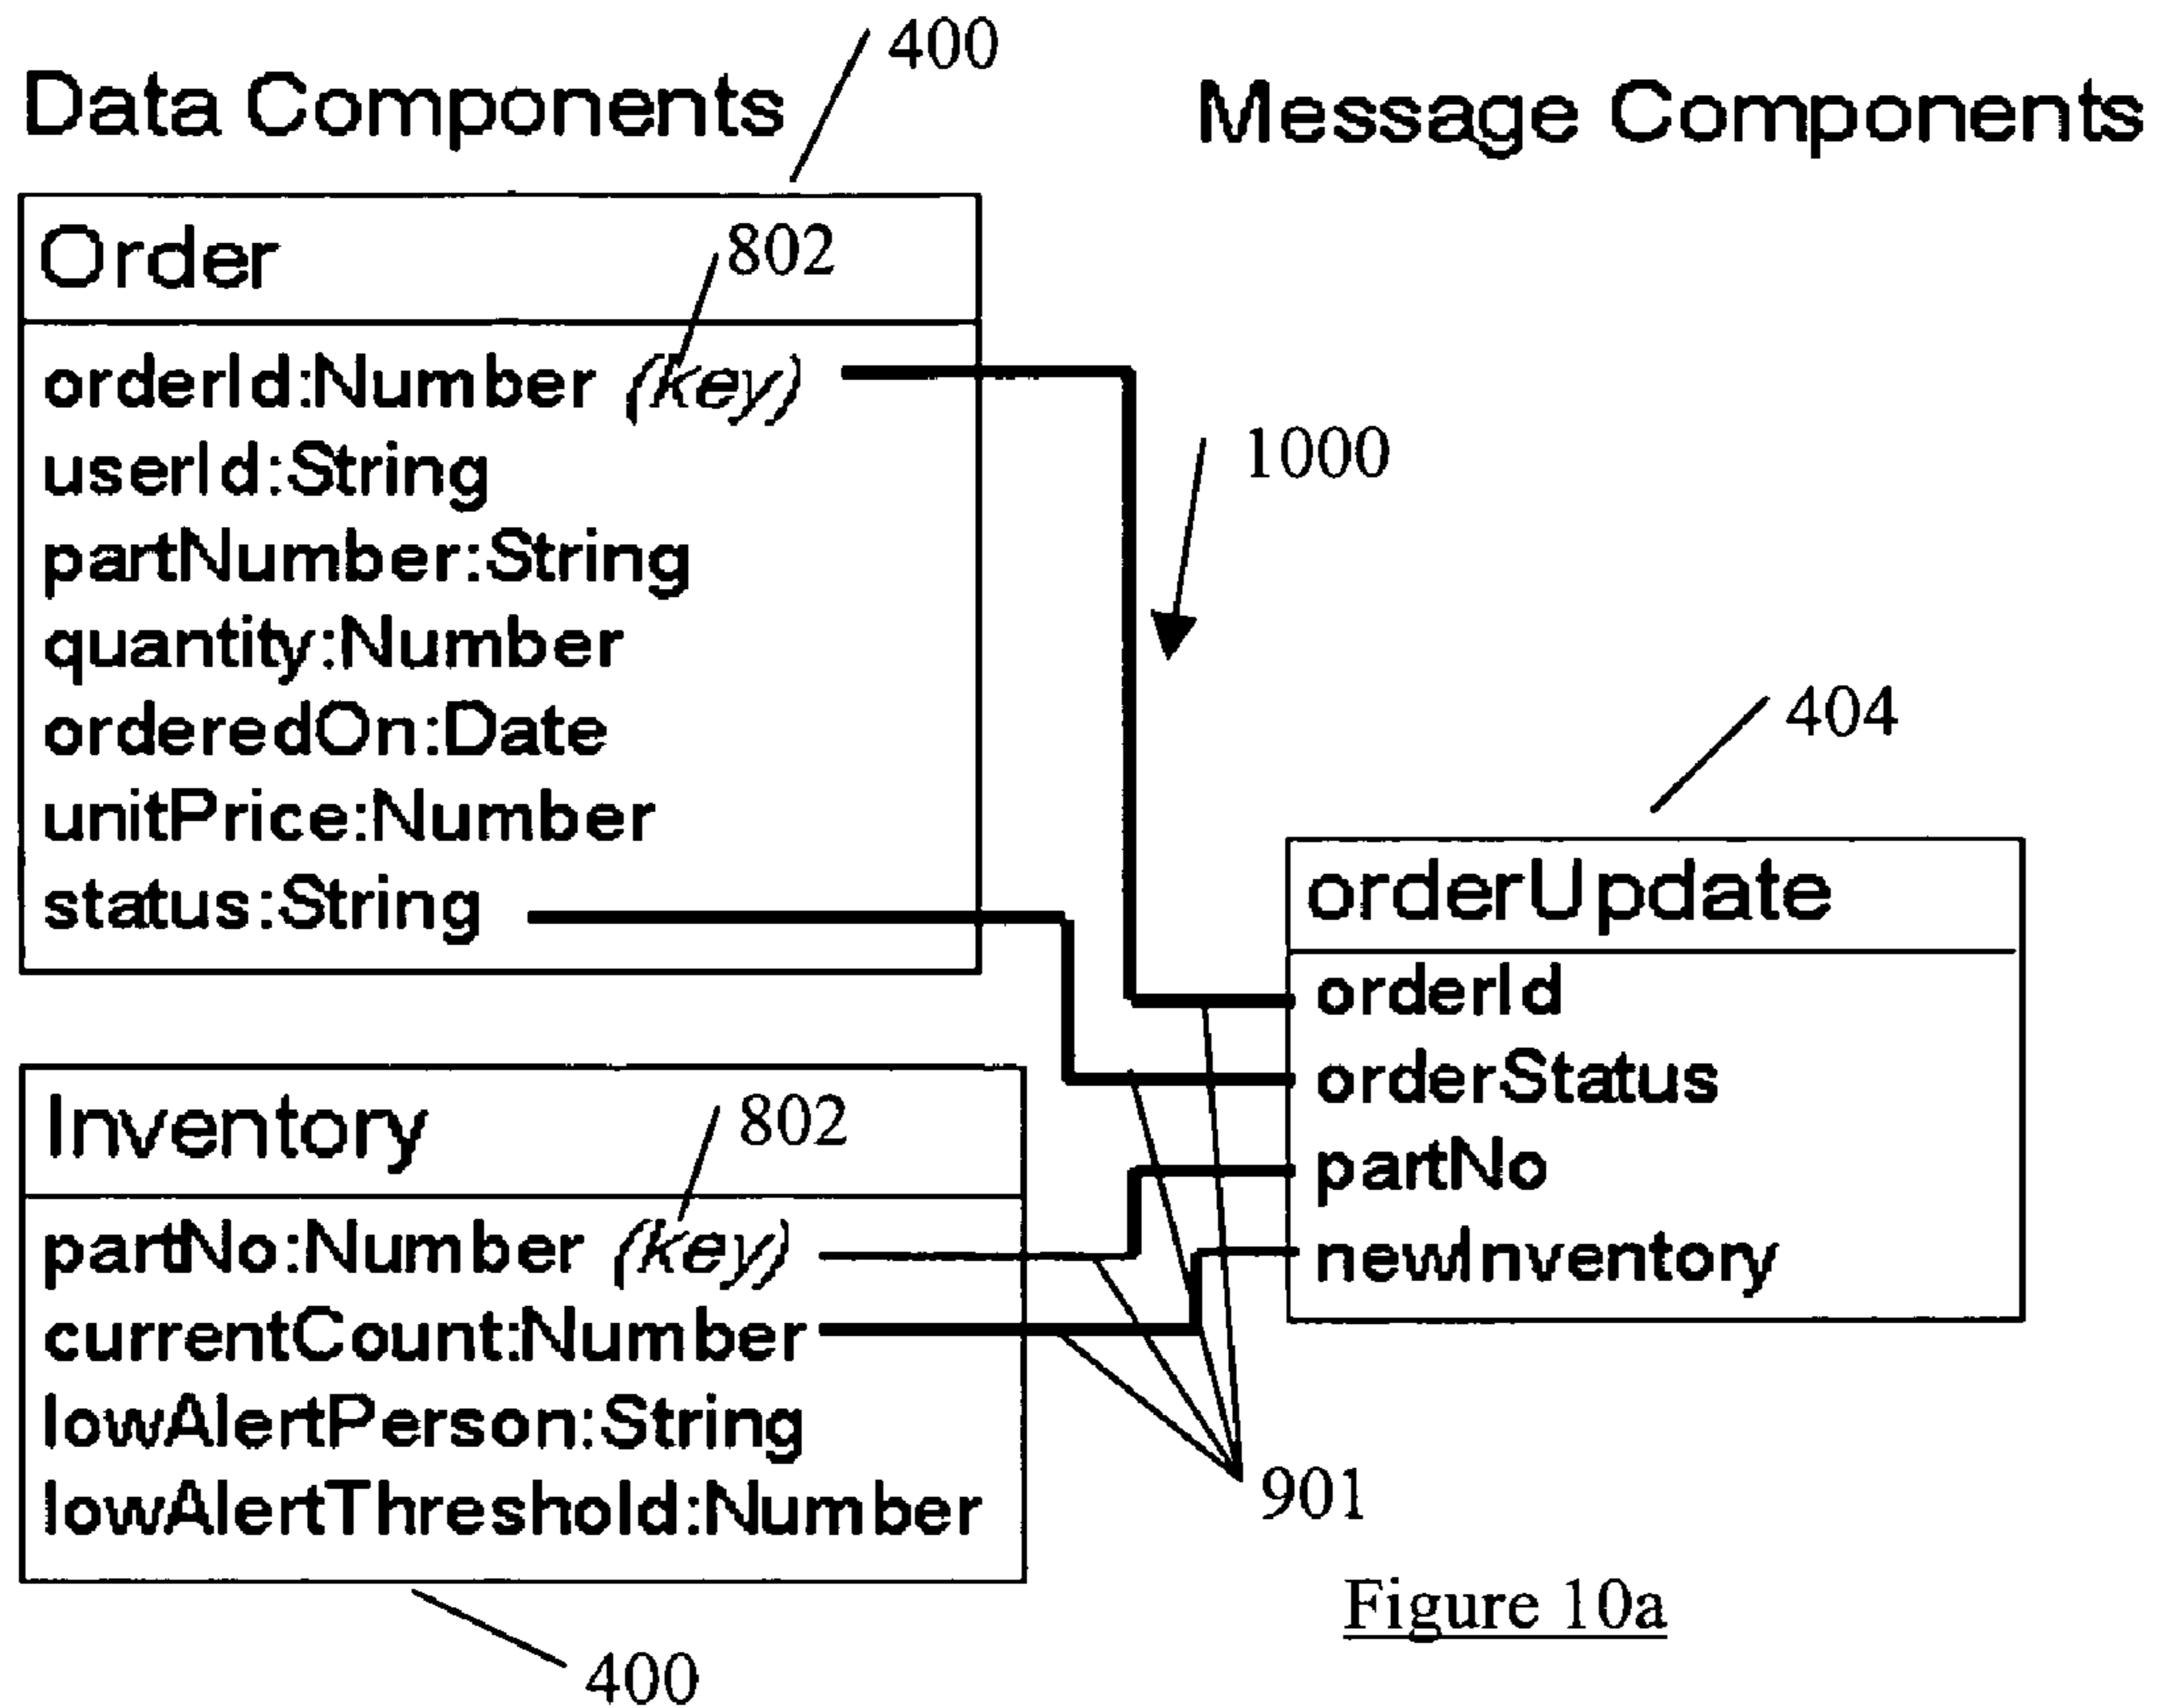 400
Data Components
Message Components
Order
802
orderId:Number (key)
userId:String
partNumber:String
quantity:Number
orderedOn:Date
unitPrice:Number
status:String
1000
404
orderUpdate
orderId
orderStatus
partNo
newInventory
Inventory
802
partNo:Number (key)
currentCount:Number
lowAlertPerson:String
lowAlertThreshold:Number
901
400
Figure 10a